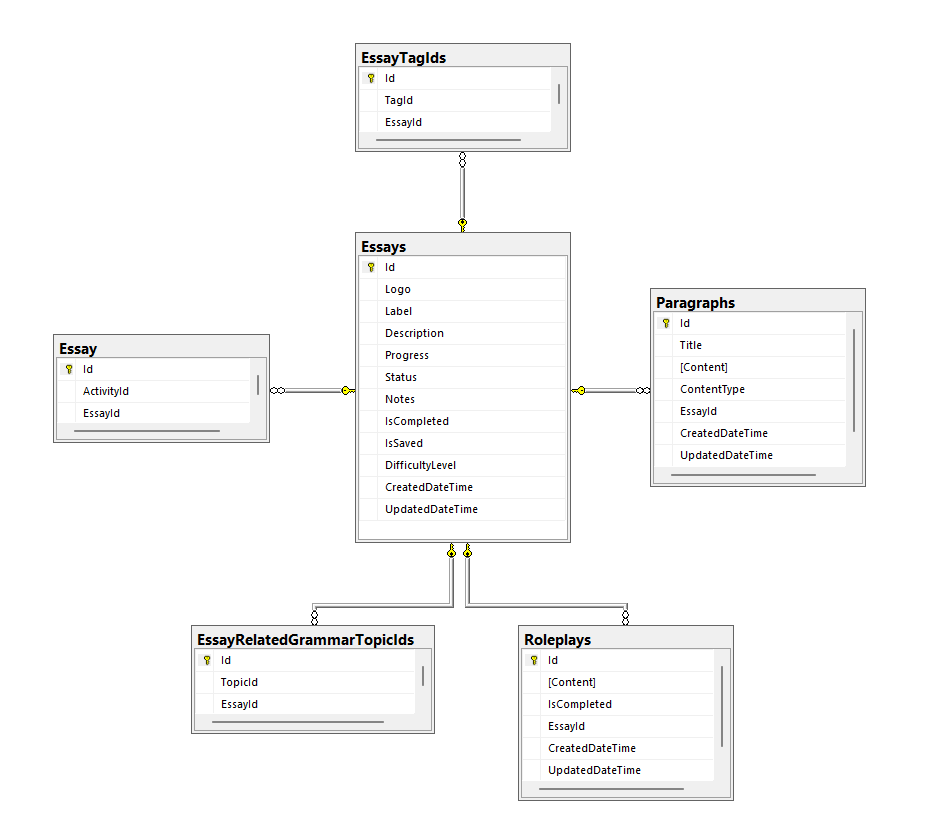 EssayTagIds
Id
TagId
EssayId
Essays
Id
Logo
Label
Description
Progress
Status
Notes
IsCompleted
IsSaved
DifficultyLevel
CreatedDateTime
UpdatedDateTime
Essay
Id
ActivityId
EssayId
Paragraphs
Id
Title
[Content]
ContentType
EssayId
CreatedDateTime
UpdatedDateTime
EssayRelatedGrammarTopicIds
Id
TopicId
EssayId
Roleplays
Id
[Content]
IsCompleted
EssayId
CreatedDateTime
UpdatedDateTime